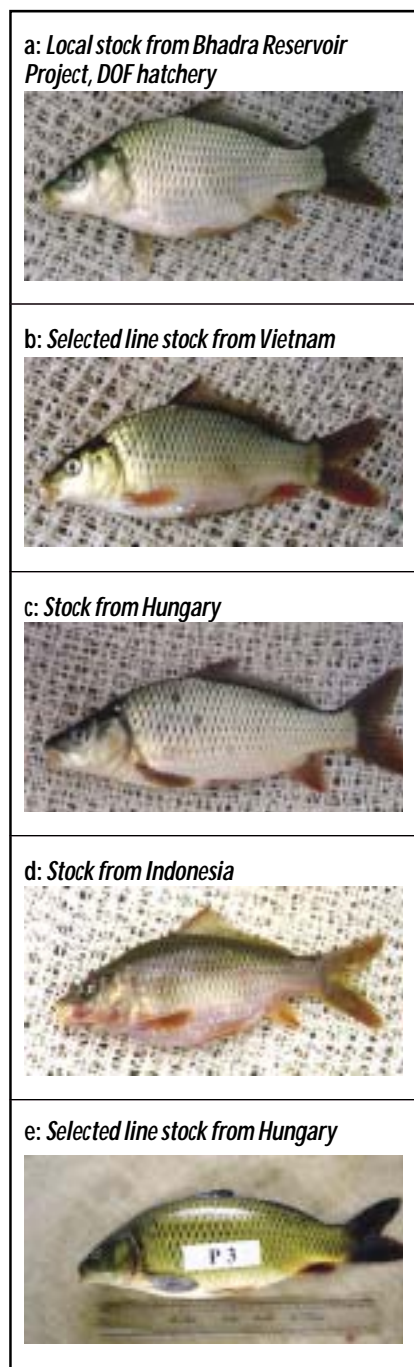 a: Local stock from Bhadra Reservoir
Project, DOF hatchery
b: Selected line stock from Vietnam
c: Stock from Hungary
d: Stock from Indonesia
e: Selected line stock from Hungary
P 3